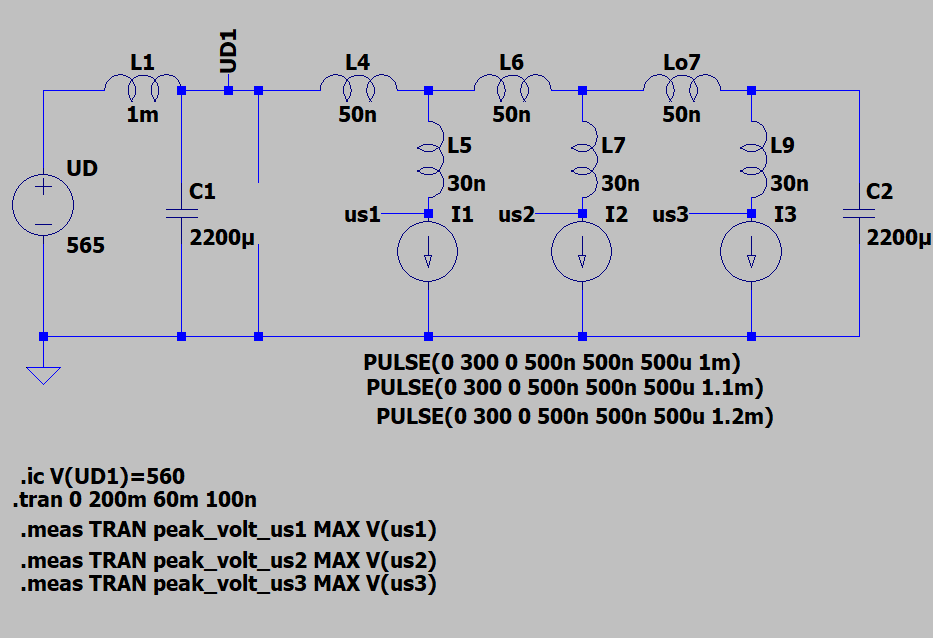 UD1
L1
L4
L6
Lo7
1m
50n
50n
50n
L5
L7
L9
UD
30n
30n
30n
C1
C2
us1
I1
us2
I2
us3
I3
565
2200µ
2200µ
PULSE(0 300 0 500n 500n 500u 1m)
PULSE(0 300 0 500n 500n 500u 1.1m)
PULSE(0 300 0 500n 500n 500u 1.2m)
.ic V(UD1)=560
.tran 0 200m 60m 100n
.meas TRAN peak_volt_us1 MAX V(us1)
.meas TRAN peak_volt_us2 MAX V(us2)
.meas TRAN peak_volt_us3 MAX V(us3)